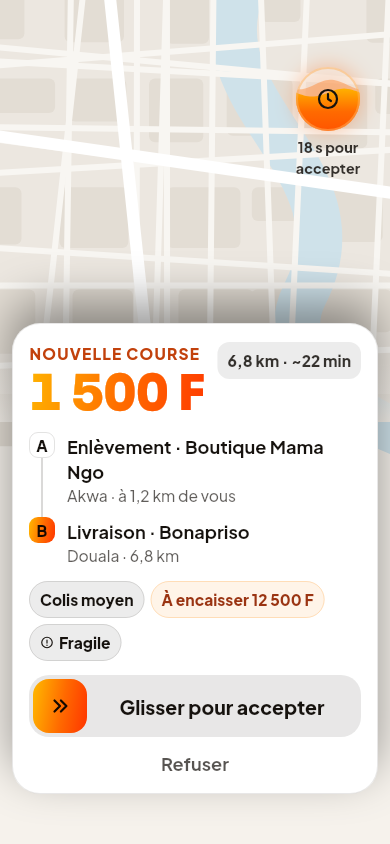 18 s pour
accepter
NOUVELLE COURSE
6,8 km · ~22 min
1 500 F
A
Enlèvement · Boutique Mama
Ngo
Akwa · à 1,2 km de vous
B
Livraison · Bonapriso
Douala · 6,8 km
Colis moyen
À encaisser 12 500 F
Fragile
Glisser pour accepter
Refuser